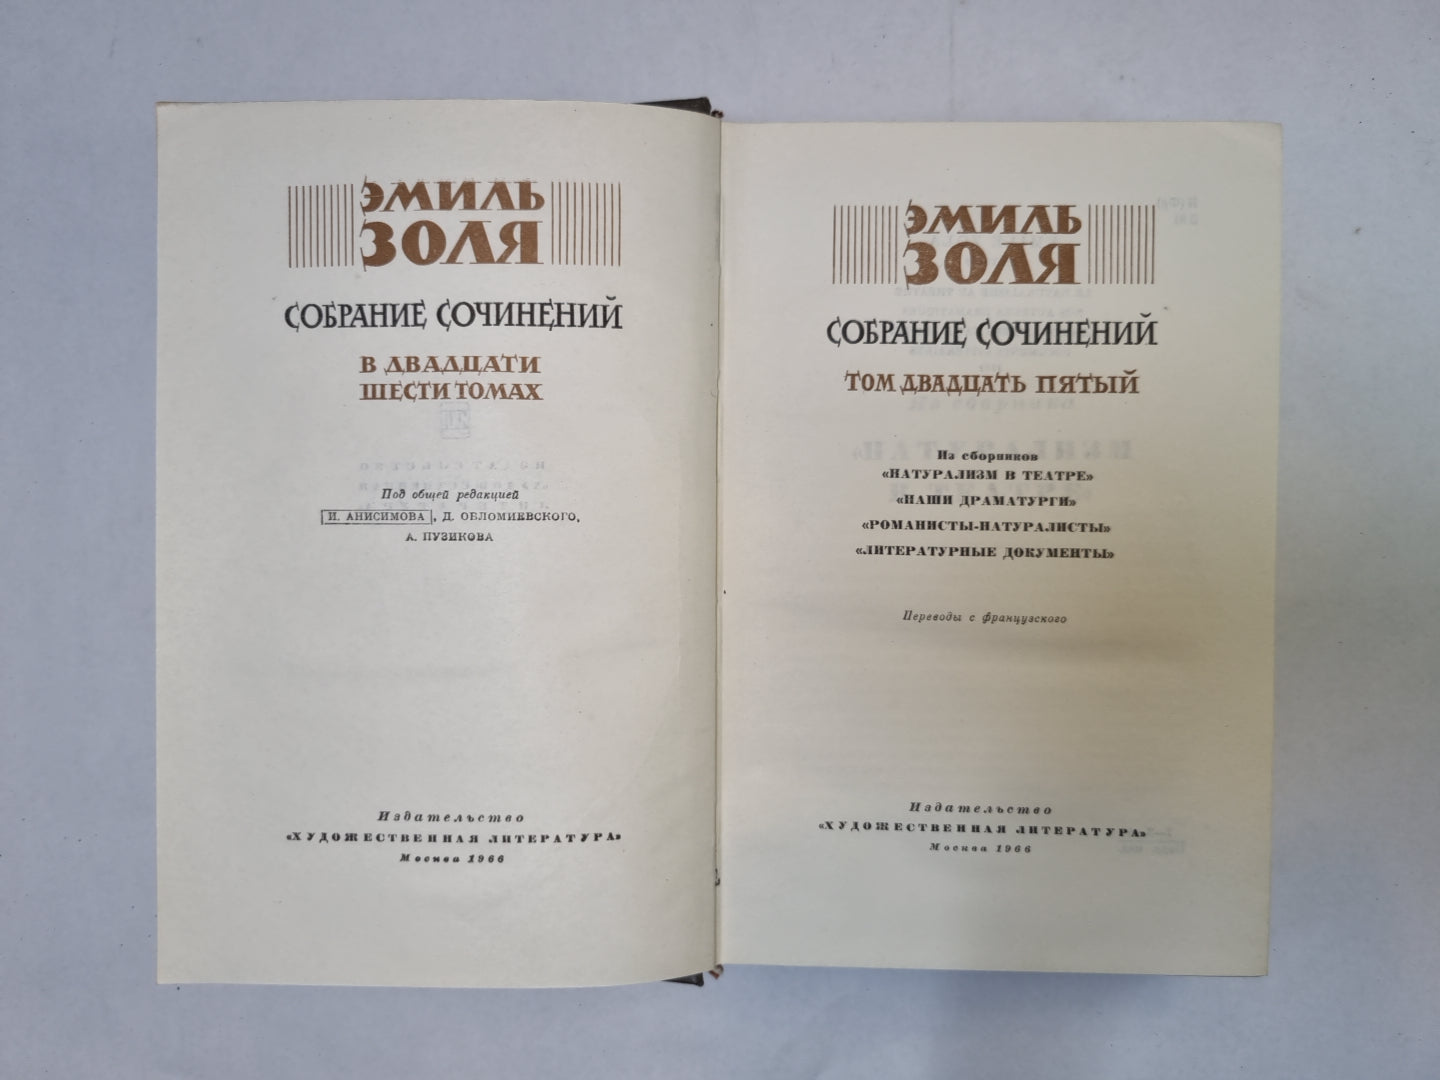 ЭМИЛЬ
ЗОЛЯ
СОБРАНИЕ СОЧИНЕНИЙ
В ДВАДЦАТИ
ШЕСТИ ТОМАХ
Под общей редакцией
И. АНИСИМОВА, Д. ОБЛОМИЕВСКОГО,
А. ПУЗИКОВА
Издательство
«ХУДОЖЕСТВЕННАЯ ЛИТЕРАТУРА»
Москва 1966
ЭМИЛЬ
ЗОЛЯ
СОБРАНИЕ СОЧИНЕНИЙ
ТОМ ДВАДЦАТЬ ПЯТЫЙ
Из сборников
«НАТУРАЛИЗМ В ТЕАТРЕ»
«НАШИ ДРАМАТУРГИ»
«РОМАНИСТЫ-НАТУРАЛИСТЫ»
«ЛИТЕРАТУРНЫЕ ДОКУМЕНТЫ»
Переводы с французского
Издательство
«ХУДОЖЕСТВЕННАЯ ЛИТЕРАТУРА»
Москва 1966